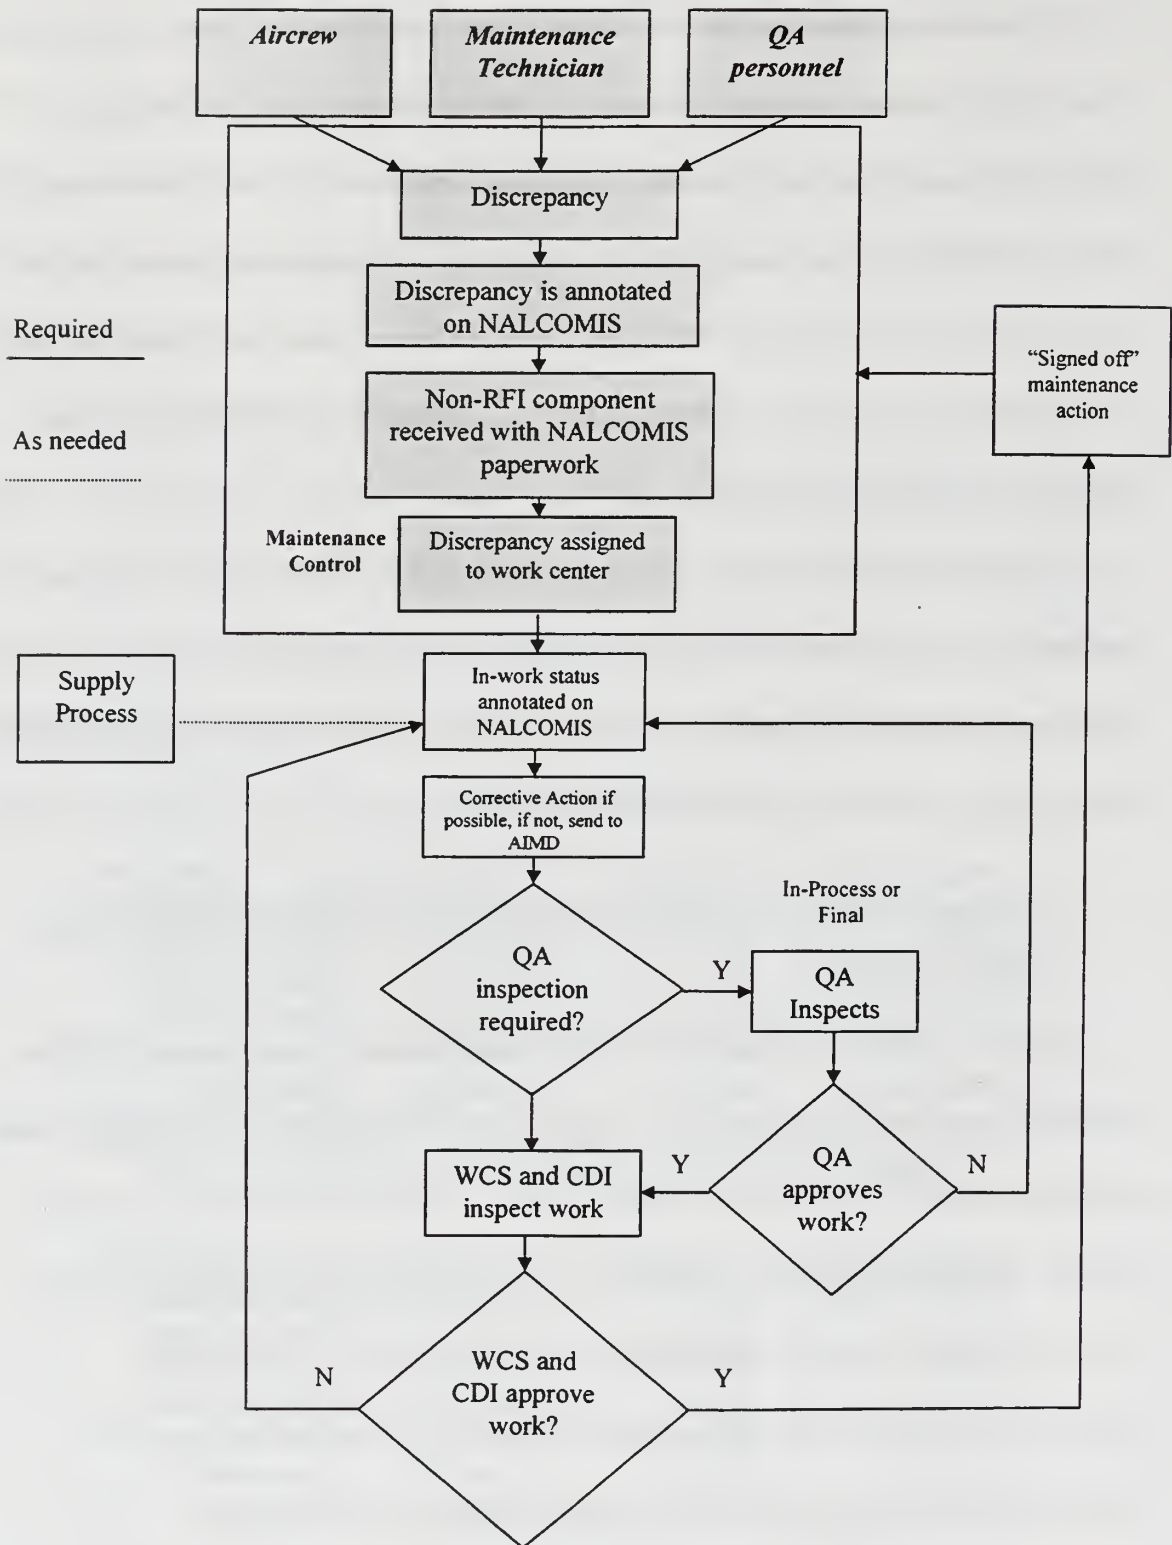 Aircrew
Maintenance
Technician
QA
personnel
Discrepancy
Discrepancy is annotated
on NALCOMIS
Required
"Signed off"
maintenance
action
Non-RFI component
received with NALCOMIS
paperwork
As needed
Maintenance
Control
Discrepancy assigned
to work center
Supply
Process
In-work status
annotated on
NALCOMIS
Corrective Action if
possible, if not, send to
AIMD
In-Process or
Final
QA
inspection
required?
Y
QA
Inspects
WCS and CDI
inspect work
Y
QA
approves
work?
N
N
WCS and
CDI approve
work?
Y